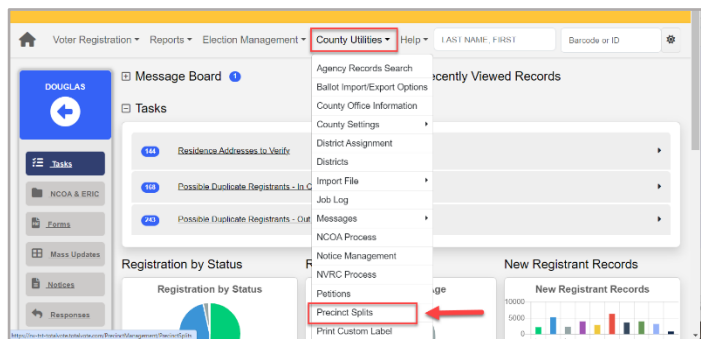 Voter Registration Reports Election Management County Utilities Help LAST NAME, FIRST Barcode or ID
DOUGLAS
Tasks
NCOA & ERIC
Forms
Mass Updates
Notices
Responses
Message Board 1
ecently Viewed Records
Tasks
144 Residence Addresses to Verify
168 Possible Duplicate Registrants - In C
243 Possible Duplicate Registrants - Out
Agency Records Search
Ballot Import/Export Options
County Office Information
County Settings
District Assignment
Districts
Import File
Job Log
Messages
NCOA Process
Notice Management
NVRC Process
Petitions
Precinct Splits
Print Custom Label
Registration by Status
Registration by Status
R
ge
New Registrant Records
New Registrant Records
10000
5000
0